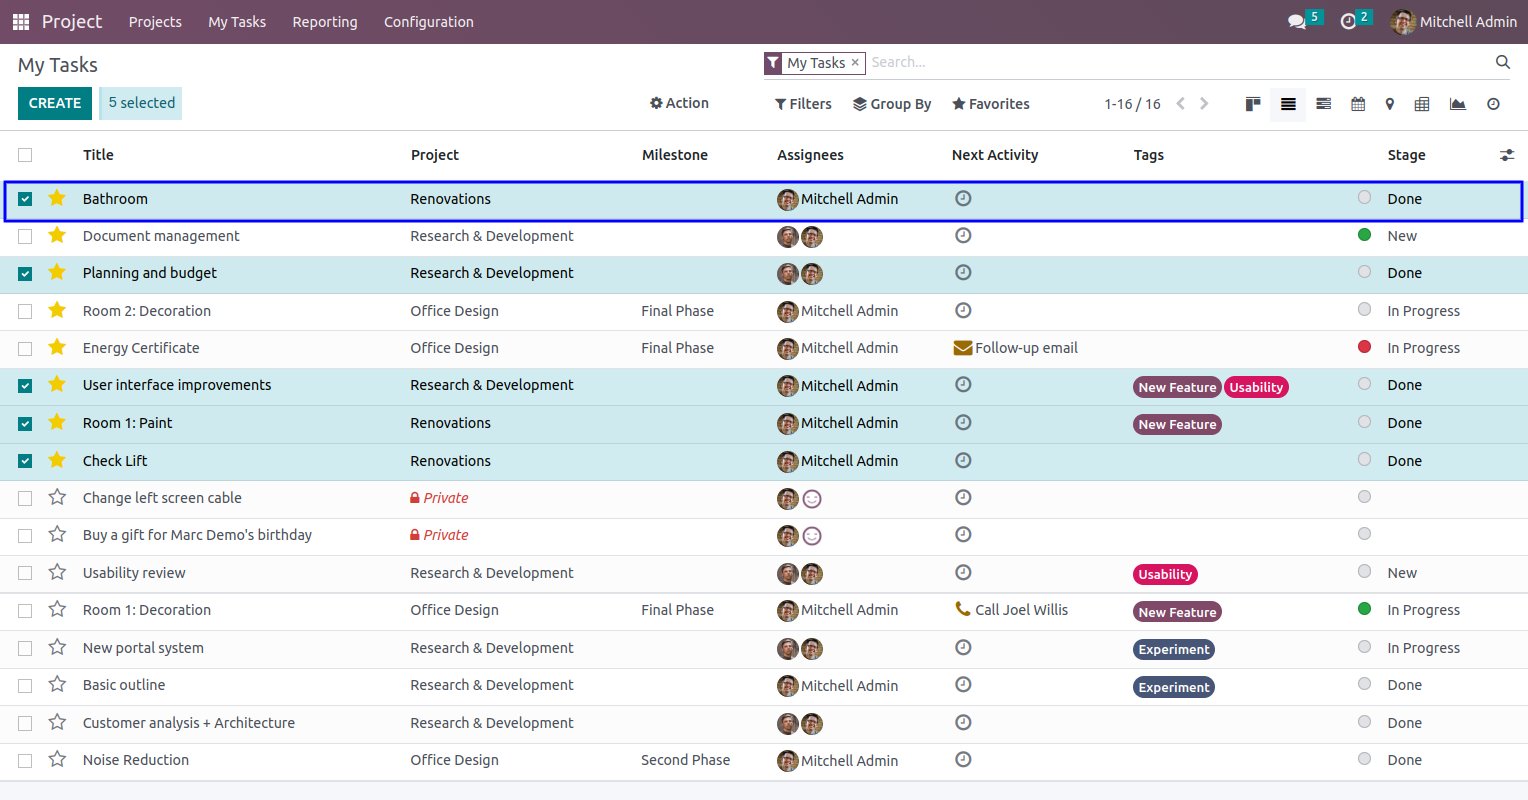 Project Projects My Tasks Reporting Configuration 5 2 Mitchell Admin
My Tasks My Tasks × Search...
CREATE 5 selected Action Filters Group By Favorites 1-16 / 16
Title Project Milestone Assignees Next Activity Tags Stage
Bathroom Renovations Mitchell Admin Done
Document management Research & Development New
Planning and budget Research & Development Done
Room 2: Decoration Office Design Final Phase Mitchell Admin In Progress
Energy Certificate Office Design Final Phase Mitchell Admin Follow-up email In Progress
User interface improvements Research & Development Mitchell Admin New Feature Usability Done
Room 1: Paint Renovations Mitchell Admin New Feature Done
Check Lift Renovations Mitchell Admin Done
Change left screen cable Private
Buy a gift for Marc Demo's birthday Private
Usability review Research & Development Usability New
Room 1: Decoration Office Design Final Phase Mitchell Admin Call Joel Willis New Feature In Progress
New portal system Research & Development Experiment In Progress
Basic outline Research & Development Mitchell Admin Experiment Done
Customer analysis + Architecture Research & Development Done
Noise Reduction Office Design Second Phase Mitchell Admin Done